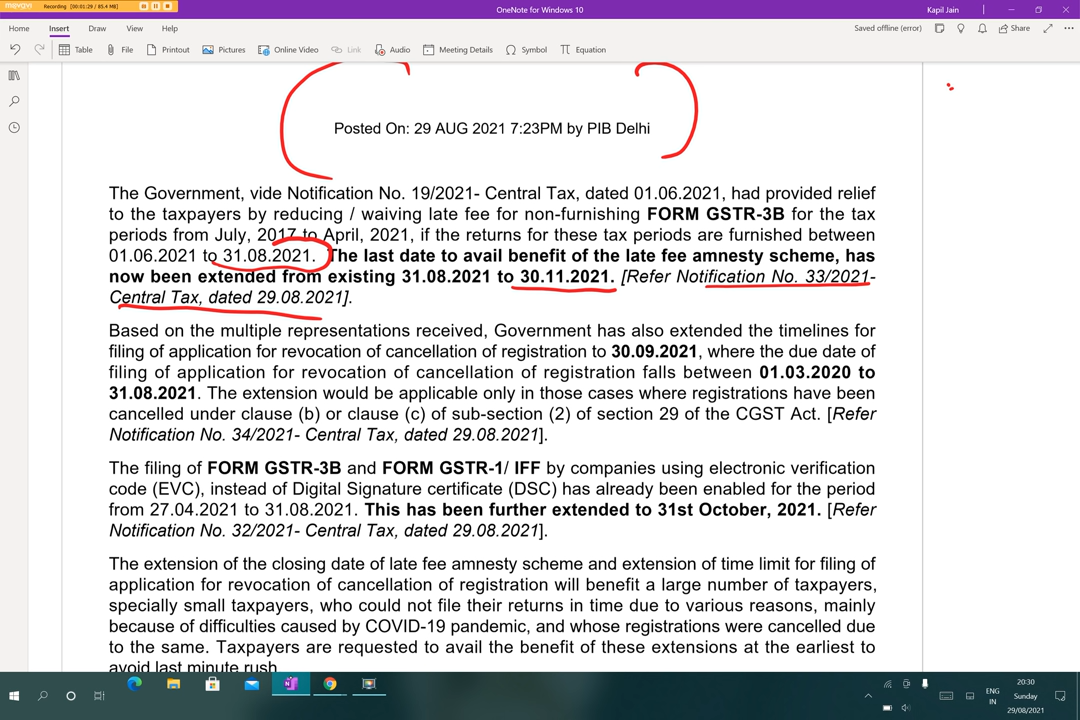 movavi Recording [00:01:29 / 85.4 MB]
OneNote for Windows 10
Kapil Jain
Home Insert Draw View Help
Saved offline (error) Share
Table File Printout Pictures Online Video Link Audio Meeting Details Symbol Equation
Posted On: 29 AUG 2021 7:23PM by PIB Delhi
The Government, vide Notification No. 19/2021- Central Tax, dated 01.06.2021, had provided relief
to the taxpayers by reducing / waiving late fee for non-furnishing FORM GSTR-3B for the tax
periods from July, 2017 to April, 2021, if the returns for these tax periods are furnished between
01.06.2021 to 31.08.2021. The last date to avail benefit of the late fee amnesty scheme, has
now been extended from existing 31.08.2021 to 30.11.2021. [Refer Notification No. 33/2021-
Central Tax, dated 29.08.2021].
Based on the multiple representations received, Government has also extended the timelines for
filing of application for revocation of cancellation of registration to 30.09.2021, where the due date of
filing of application for revocation of cancellation of registration falls between 01.03.2020 to
31.08.2021. The extension would be applicable only in those cases where registrations have been
cancelled under clause (b) or clause (c) of sub-section (2) of section 29 of the CGST Act. [Refer
Notification No. 34/2021- Central Tax, dated 29.08.2021].
The filing of FORM GSTR-3B and FORM GSTR-1/ IFF by companies using electronic verification
code (EVC), instead of Digital Signature certificate (DSC) has already been enabled for the period
from 27.04.2021 to 31.08.2021. This has been further extended to 31st October, 2021. [Refer
Notification No. 32/2021- Central Tax, dated 29.08.2021].
The extension of the closing date of late fee amnesty scheme and extension of time limit for filing of
application for revocation of cancellation of registration will benefit a large number of taxpayers,
specially small taxpayers, who could not file their returns in time due to various reasons, mainly
because of difficulties caused by COVID-19 pandemic, and whose registrations were cancelled due
to the same. Taxpayers are requested to avail the benefit of these extensions at the earliest to
avoid last minute rush
ENG
IN
20:30
Sunday
29/08/2021